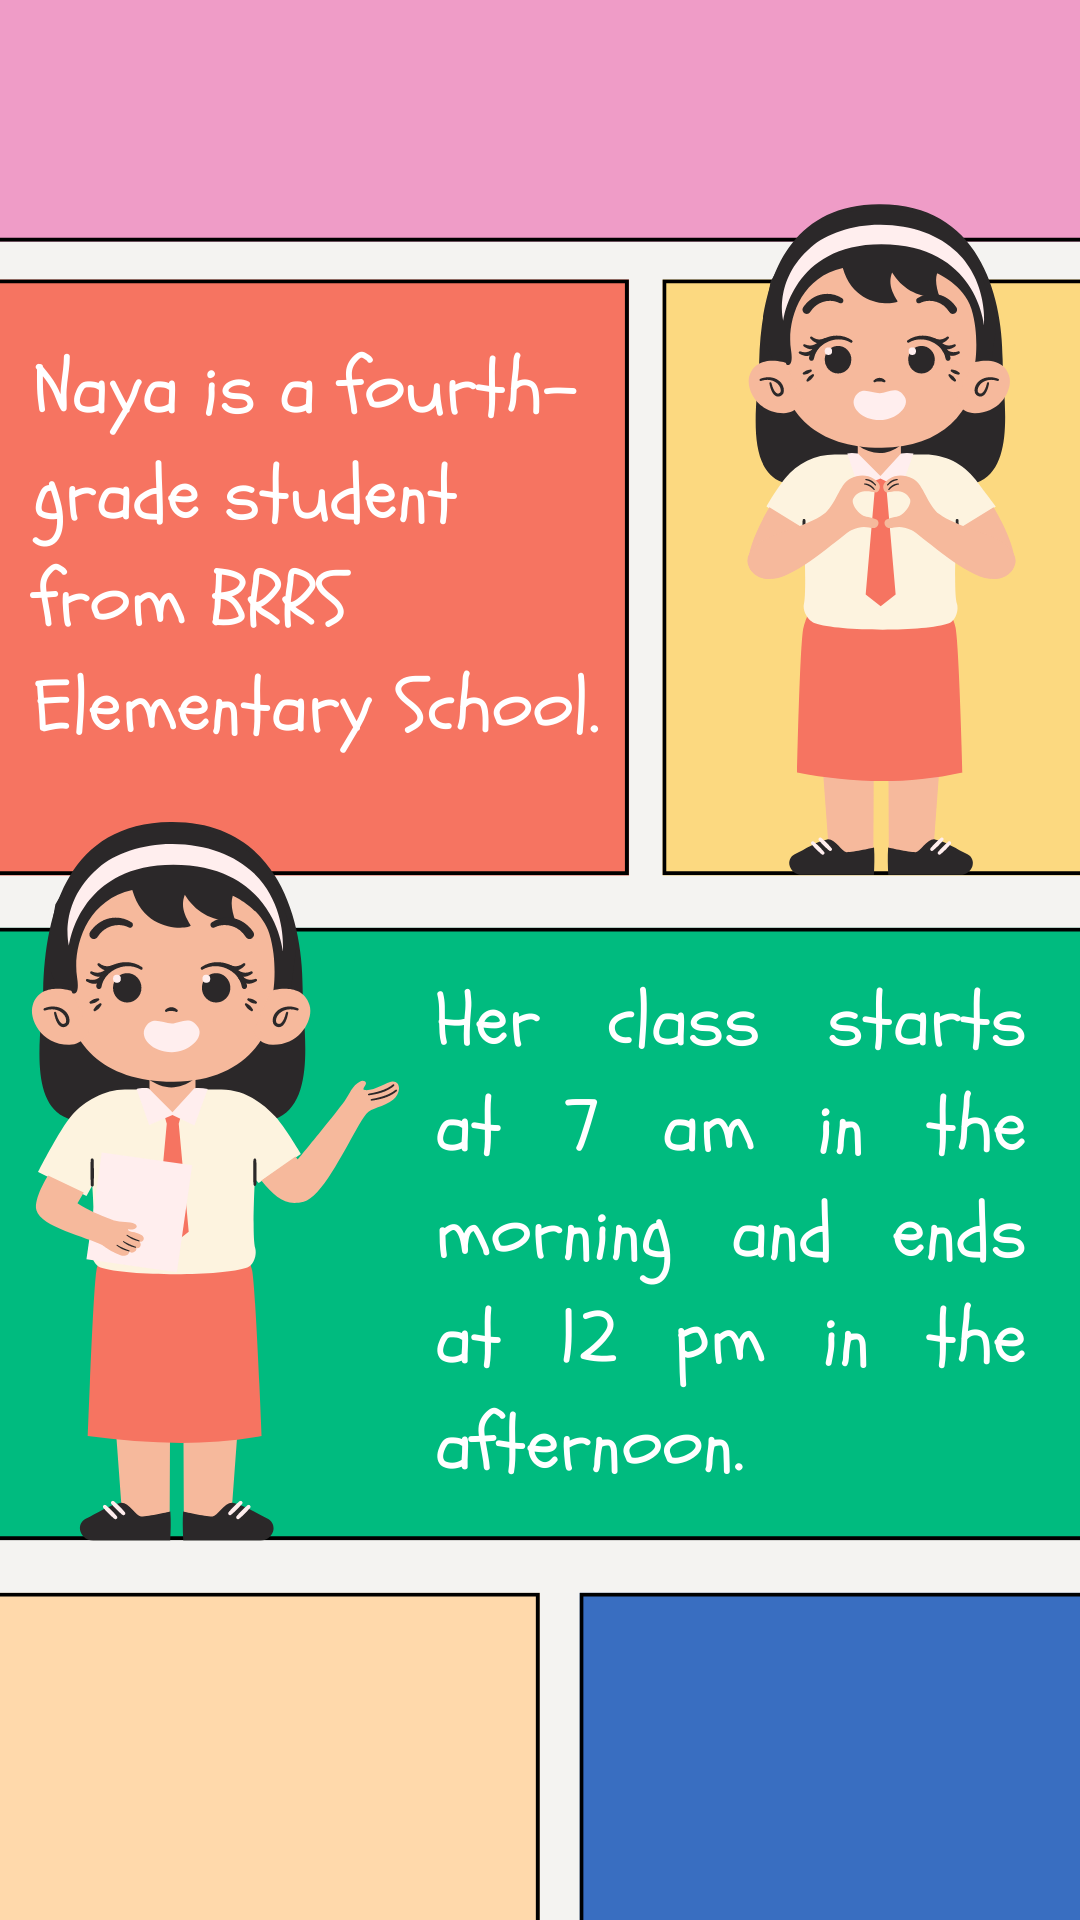 Naya is a fourth-
grade student
from BRRS
Elementary School.
Her class starts
at 7 am in the
morning and ends
at 12 pm in the
afternoon.